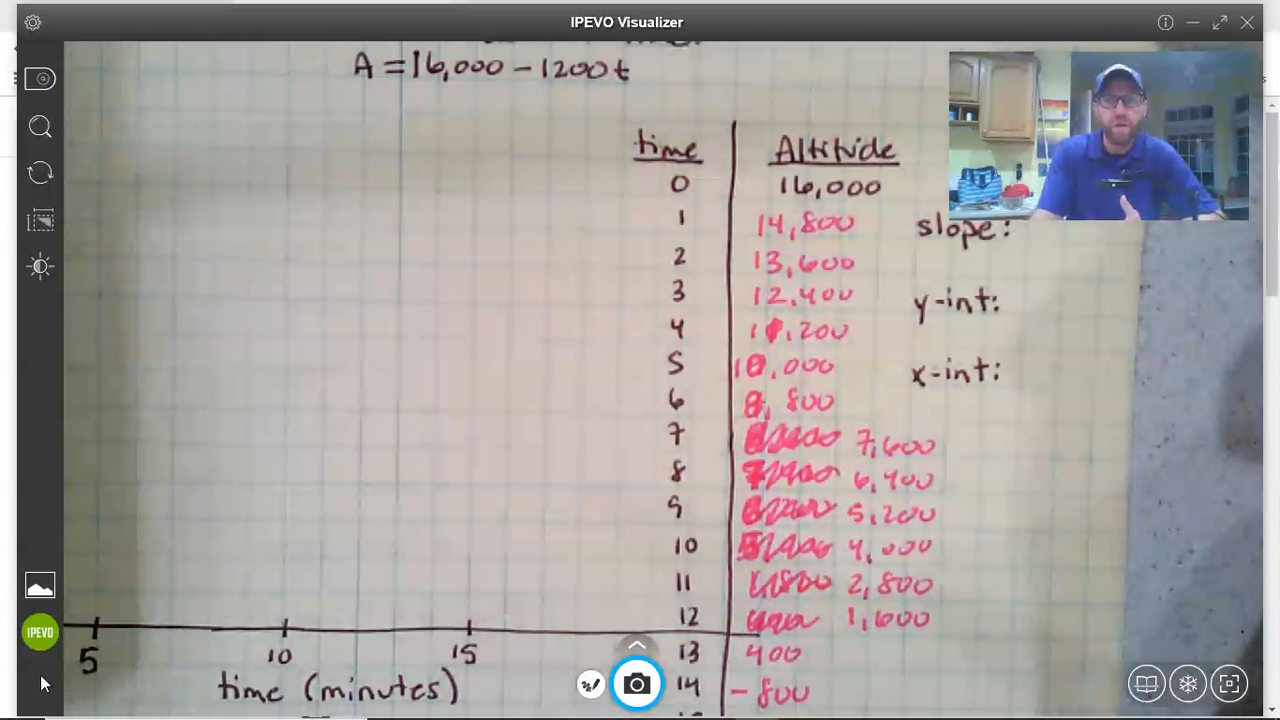 IPEVO Visualizer
A = 16,000 - 1200 t
time Altitude
0 16,000
1 14,800
2 13,600
3 12,400
4 11,200
5 10,000
6 8,800
7 7,600
8 6,400
9 5,200
10 4,000
11 2,800
12 1,600
13 400
14 -800
slope:
y-int:
x-int:
5 10 15
time (minutes)
IPEVO